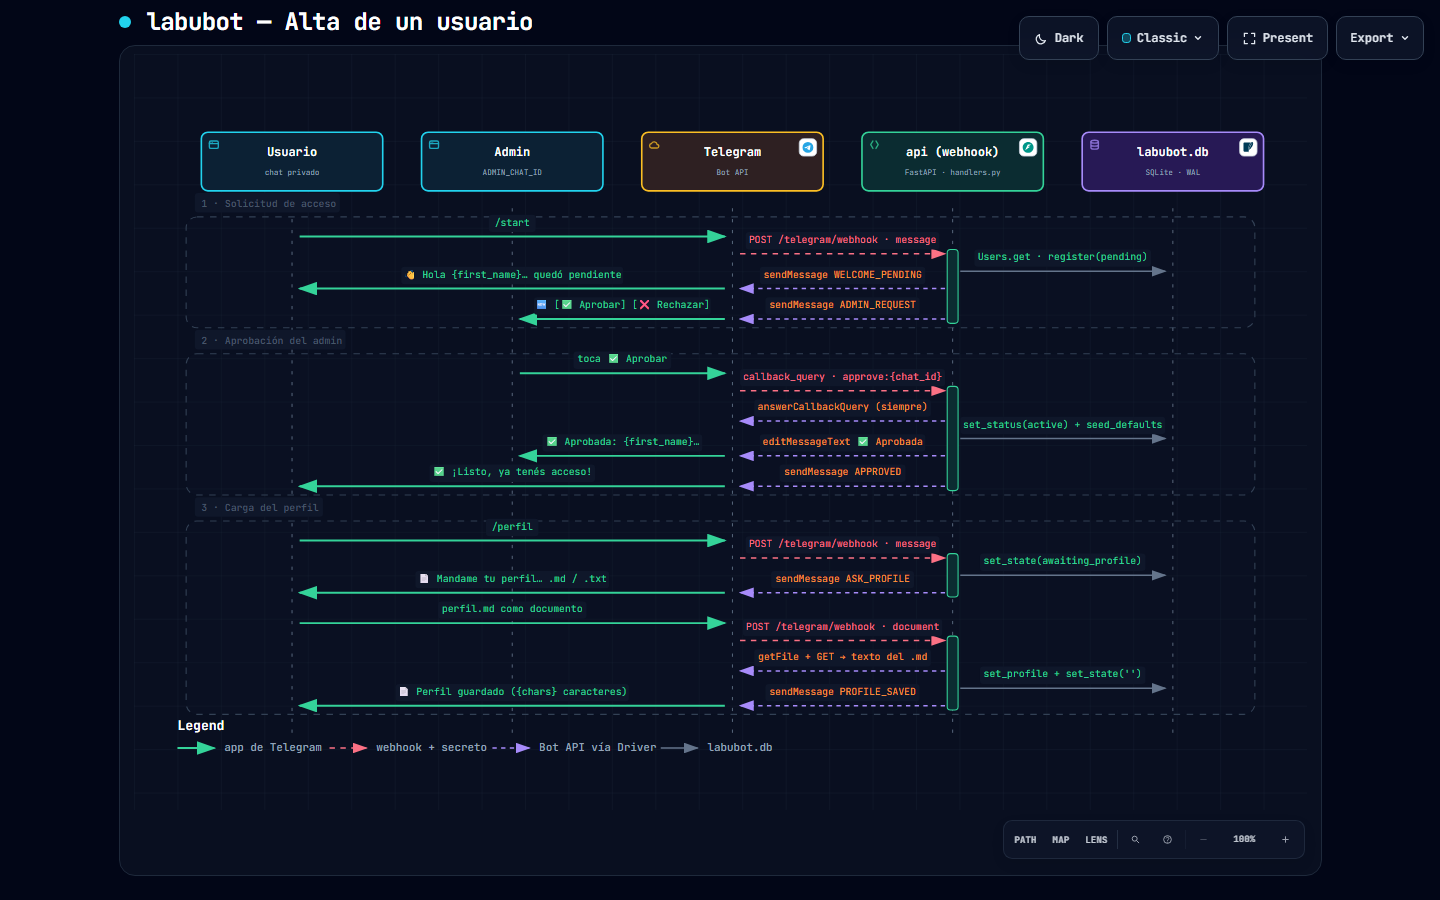 labubot — Alta de un usuario
Dark
Classic
Present
Export
Usuario
chat privado
Admin
ADMIN_CHAT_ID
Telegram
Bot API
api (webhook)
FastAPI · handlers.py
labubot.db
SQLite · WAL
1 · Solicitud de acceso
/start
POST /telegram/webhook · message
Users.get · register(pending)
👋 Hola {first_name}… quedó pendiente
sendMessage WELCOME_PENDING
🆕 [✅ Aprobar] [❌ Rechazar]
sendMessage ADMIN_REQUEST
2 · Aprobación del admin
toca ✅ Aprobar
callback_query · approve:{chat_id}
answerCallbackQuery (siempre)
set_status(active) + seed_defaults
✅ Aprobada: {first_name}…
editMessageText ✅ Aprobada
✅ ¡Listo, ya tenés acceso!
sendMessage APPROVED
3 · Carga del perfil
/perfil
POST /telegram/webhook · message
set_state(awaiting_profile)
📄 Mandame tu perfil… .md / .txt
sendMessage ASK_PROFILE
perfil.md como documento
POST /telegram/webhook · document
getFile + GET → texto del .md
set_profile + set_state('')
📄 Perfil guardado ({chars} caracteres)
sendMessage PROFILE_SAVED
Legend
app de Telegram
webhook + secreto
Bot API vía Driver
labubot.db
PATH
MAP
LENS
100%